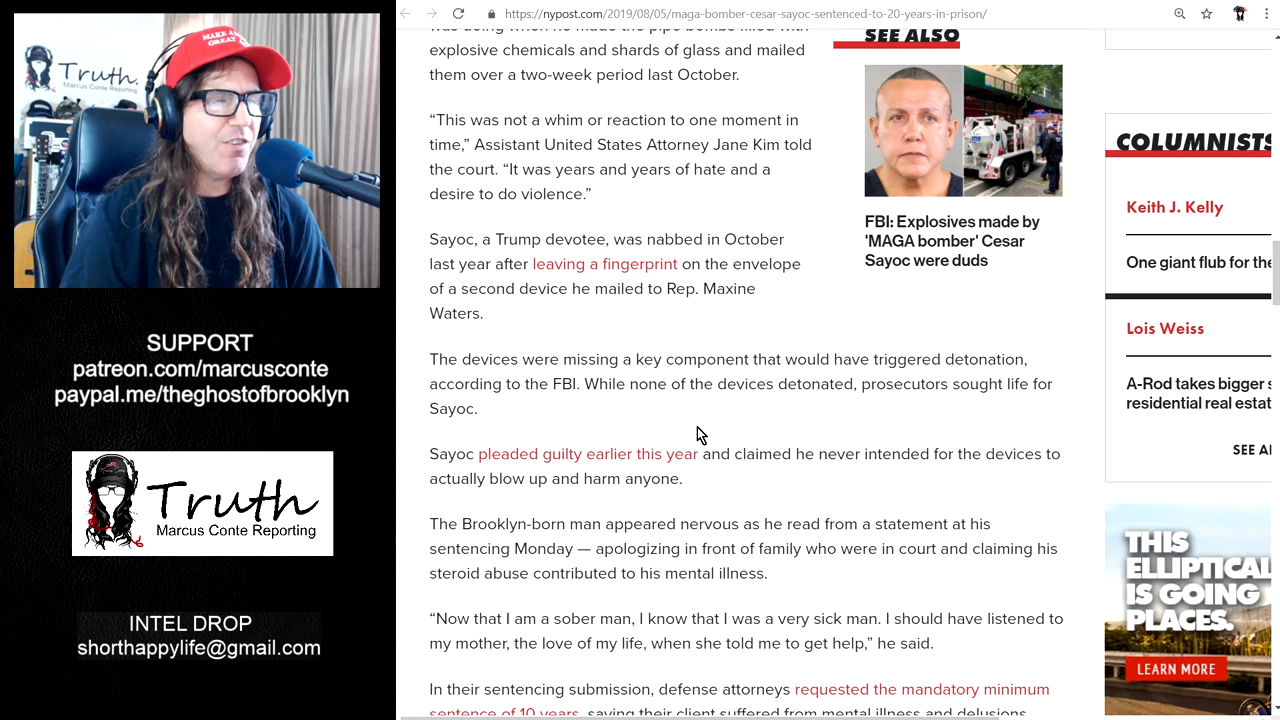 MAKE AM
GREAT
Truth.
Marcus Conte Reporting
SUPPORT
patreon.com/marcusconte
paypal.me/theghostofbrooklyn
Truth
Marcus Conte Reporting
INTEL DROP
shorthappylife@gmail.com
https://nypost.com/2019/08/05/maga-bomber-cesar-sayoc-sentenced-to-20-years-in-prison/
explosive chemicals and shards of glass and mailed
them over a two-week period last October.
“This was not a whim or reaction to one moment in
time,” Assistant United States Attorney Jane Kim told
the court. “It was years and years of hate and a
desire to do violence.”
Sayoc, a Trump devotee, was nabbed in October
last year after leaving a fingerprint on the envelope
of a second device he mailed to Rep. Maxine
Waters.
The devices were missing a key component that would have triggered detonation,
according to the FBI. While none of the devices detonated, prosecutors sought life for
Sayoc.
Sayoc pleaded guilty earlier this year and claimed he never intended for the devices to
actually blow up and harm anyone.
The Brooklyn-born man appeared nervous as he read from a statement at his
sentencing Monday — apologizing in front of family who were in court and claiming his
steroid abuse contributed to his mental illness.
“Now that I am a sober man, I know that I was a very sick man. I should have listened to
my mother, the love of my life, when she told me to get help,” he said.
In their sentencing submission, defense attorneys requested the mandatory minimum
sentence of 10 years, saying their client suffered from mental illness and delusions
SEE ALSO
FBI: Explosives made by
'MAGA bomber' Cesar
Sayoc were duds
COLUMNISTS
Keith J. Kelly
One giant flub for the
Lois Weiss
A-Rod takes bigger s
residential real estat
SEE AL
THIS
ELLIPTICAL
IS GOING
PLACES.
LEARN MORE